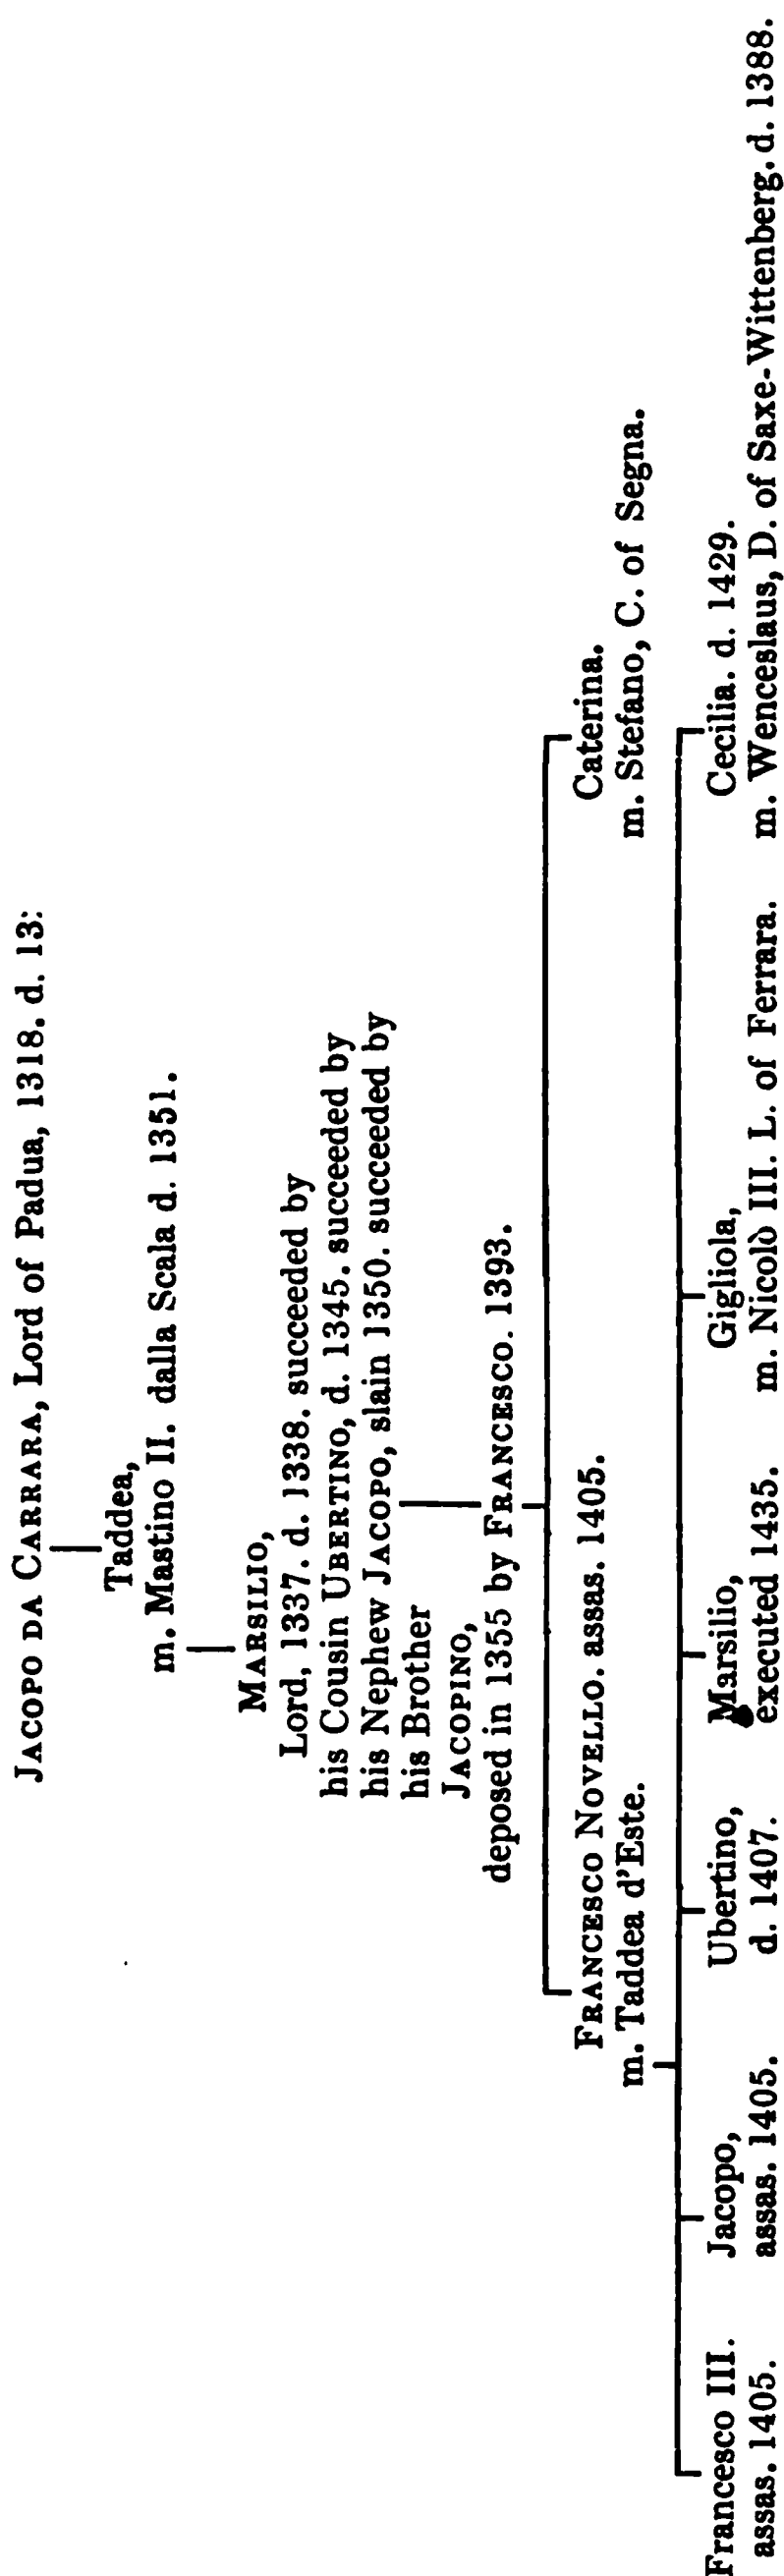 JACOPO DA CARRARA, Lord of Padua, 1318. d. 13:
Taddea,
m. Mastino II. dalla Scala d. 1351.
MARSILIO,
Lord, 1337. d. 1338. succeeded by
his Cousin UBERTINO, d. 1345. succeeded by
his Nephew JACOPO, slain 1350. succeeded by
his Brother
JACOPINO,
deposed in 1355 by FRANCESCO. 1393.
FRANCESCO NOVELLO. assas. 1405.
m. Taddea d'Este.
Caterina.
m. Stefano, C. of Segna.
Francesco III.
assas. 1405.
Jacopo,
assas. 1405.
Ubertino,
d. 1407.
Marsilio,
executed 1435.
Gigliola,
m. Nicolò III. L. of Ferrara.
Cecilia. d. 1429.
m. Wenceslaus, D. of Saxe-Wittenberg. d. 1388.